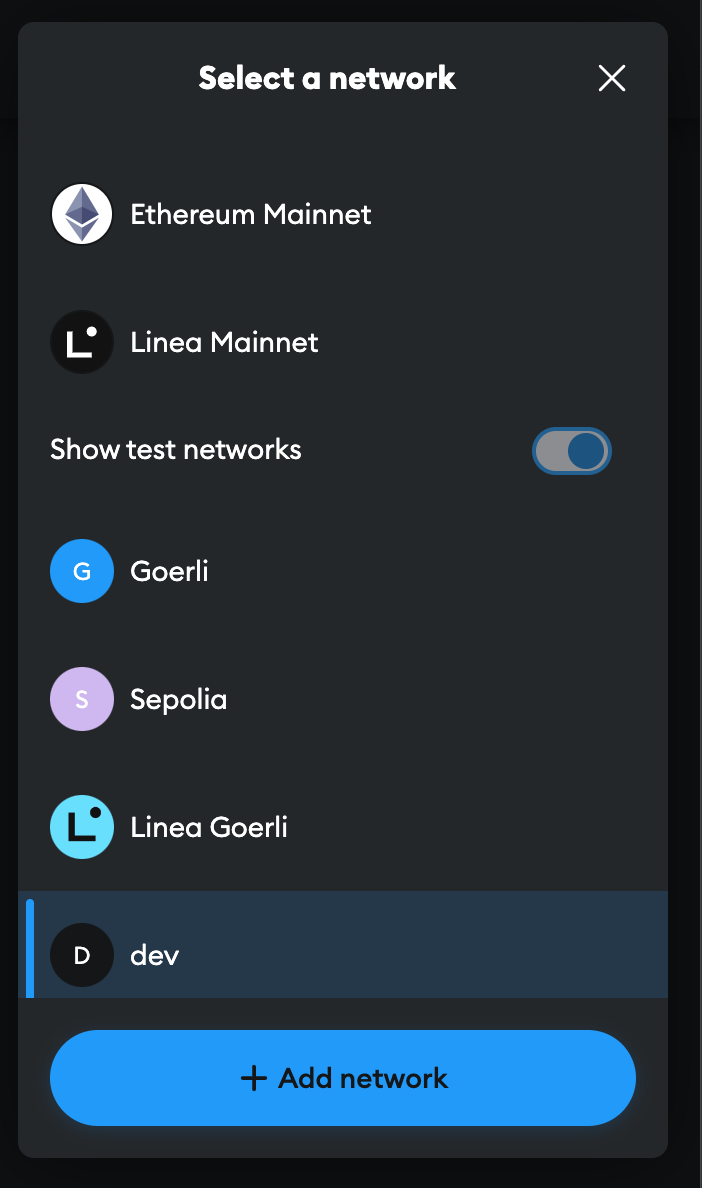 Select a network
Ethereum Mainnet
L
Linea Mainnet
Show test networks
G
Goerli
S
Sepolia
L
Linea Goerli
D
dev
+ Add network